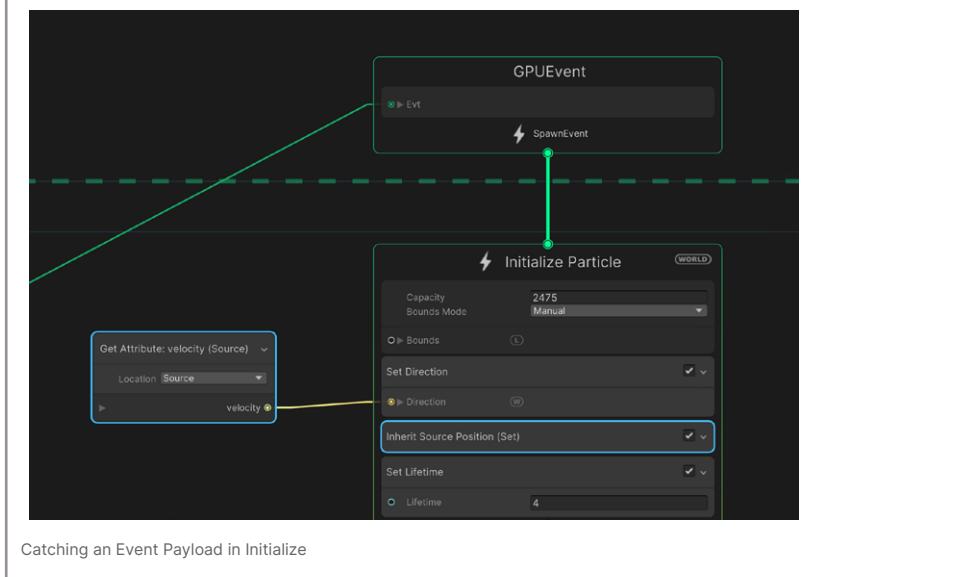 GPUEvent
Evt
SpawnEvent
Initialize Particle
WORLD
Capacity 2475
Bounds Mode Manual
Bounds L
Get Attribute: velocity (Source)
Location Source
velocity
Set Direction
Direction W
Inherit Source Position (Set)
Set Lifetime
Lifetime 4
Catching an Event Payload in Initialize